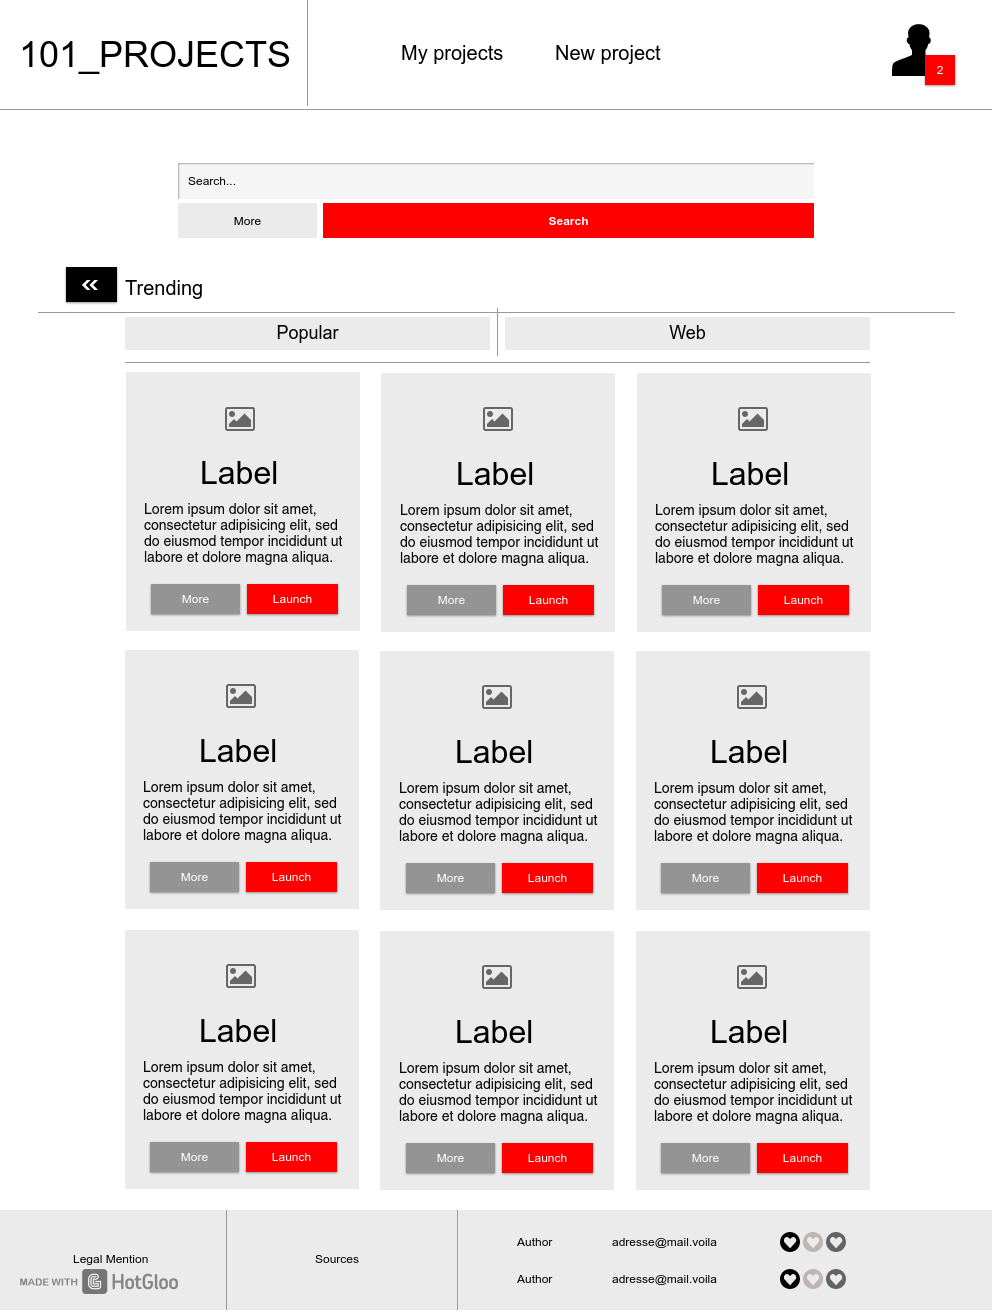 101_PROJECTS
My projects
New project
2
Search...
More
Search
Trending
Popular
Web
Label
Lorem ipsum dolor sit amet,
consectetur adipisicing elit, sed
do eiusmod tempor incididunt ut
labore et dolore magna aliqua.
More
Launch
Label
Lorem ipsum dolor sit amet,
consectetur adipisicing elit, sed
do eiusmod tempor incididunt ut
labore et dolore magna aliqua.
More
Launch
Label
Lorem ipsum dolor sit amet,
consectetur adipisicing elit, sed
do eiusmod tempor incididunt ut
labore et dolore magna aliqua.
More
Launch
Label
Lorem ipsum dolor sit amet,
consectetur adipisicing elit, sed
do eiusmod tempor incididunt ut
labore et dolore magna aliqua.
More
Launch
Label
Lorem ipsum dolor sit amet,
consectetur adipisicing elit, sed
do eiusmod tempor incididunt ut
labore et dolore magna aliqua.
More
Launch
Label
Lorem ipsum dolor sit amet,
consectetur adipisicing elit, sed
do eiusmod tempor incididunt ut
labore et dolore magna aliqua.
More
Launch
Label
Lorem ipsum dolor sit amet,
consectetur adipisicing elit, sed
do eiusmod tempor incididunt ut
labore et dolore magna aliqua.
More
Launch
Label
Lorem ipsum dolor sit amet,
consectetur adipisicing elit, sed
do eiusmod tempor incididunt ut
labore et dolore magna aliqua.
More
Launch
Label
Lorem ipsum dolor sit amet,
consectetur adipisicing elit, sed
do eiusmod tempor incididunt ut
labore et dolore magna aliqua.
More
Launch
Legal Mention
MADE WITH HotGloo
Sources
Author adresse@mail.voila
Author adresse@mail.voila